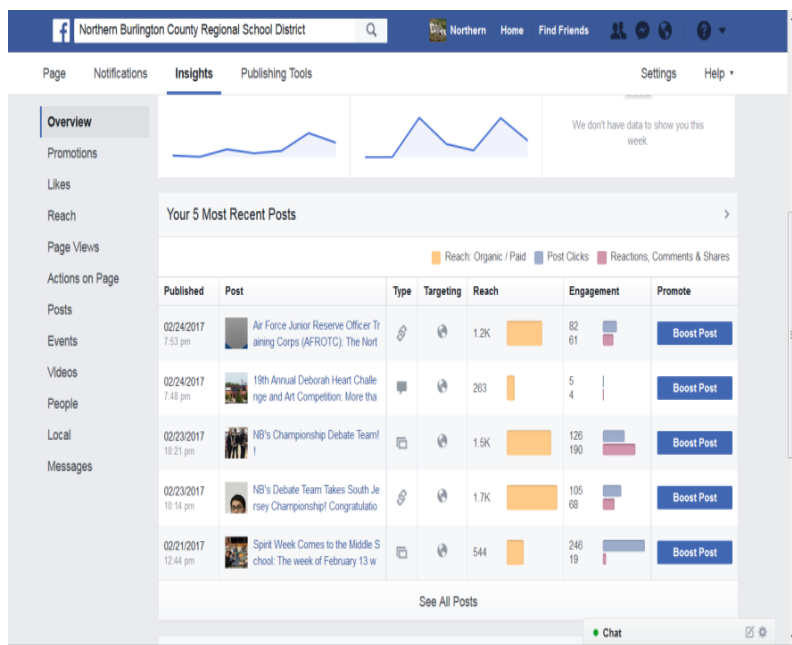 f Northern Burlington County Regional School District Northern Home Find Friends ?
Page Notifications Insights Publishing Tools Settings Help
Overview
Promotions
Likes
Reach
Page Views
Actions on Page
Posts
Events
Videos
People
Local
Messages
We don't have data to show you this
week.
Your 5 Most Recent Posts
Reach: Organic / Paid Post Clicks Reactions, Comments & Shares
Published Post Type Targeting Reach Engagement Promote
02/24/2017
7:53 pm
Air Force Junior Reserve Officer Tr
aining Corps (AFROTC): The Nort
1.2K
82
61
Boost Post
02/24/2017
7:48 pm
19th Annual Deborah Heart Challe
nge and Art Competition: More tha
263
5
4
Boost Post
02/23/2017
10:21 pm
NB's Championship Debate Team!
!
1.5K
126
190
Boost Post
02/23/2017
10:14 pm
NB's Debate Team Takes South Je
rsey Championship! Congratulatio
1.7K
105
68
Boost Post
02/21/2017
12:44 pm
Spirit Week Comes to the Middle S
chool: The week of February 13 w
544
246
19
Boost Post
See All Posts
Chat